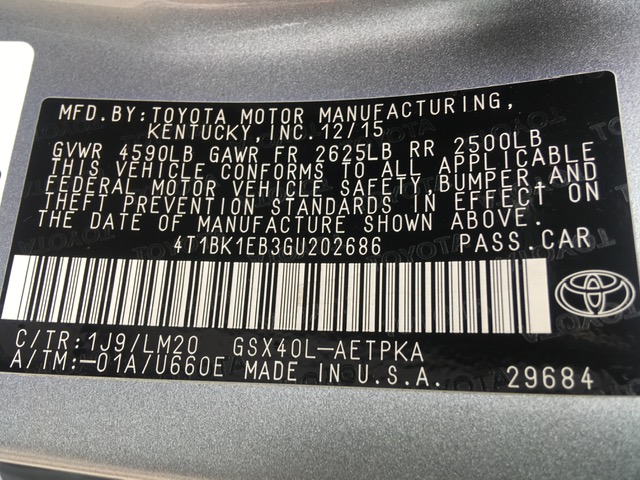 MFD.BY:TOYOTA MOTOR MANUFACTURING,
KENTUCKY,INC.12/15
GVWR 4590LB GAWR FR 2625LB RR 2500LB
THIS VEHICLE CONFORMS TO ALL APPLICABLE
FEDERAL MOTOR VEHICLE SAFETY,BUMPER,AND
THEFT PREVENTION STANDARDS IN EFFECT ON
THE DATE OF MANUFACTURE SHOWN ABOVE.
4T1BK1EB3GU202686 PASS.CAR
C/TR:1J9/LM20 GSX40L-AETPKA
A/TM:-01A/U660E MADE IN U.S.A. 29684